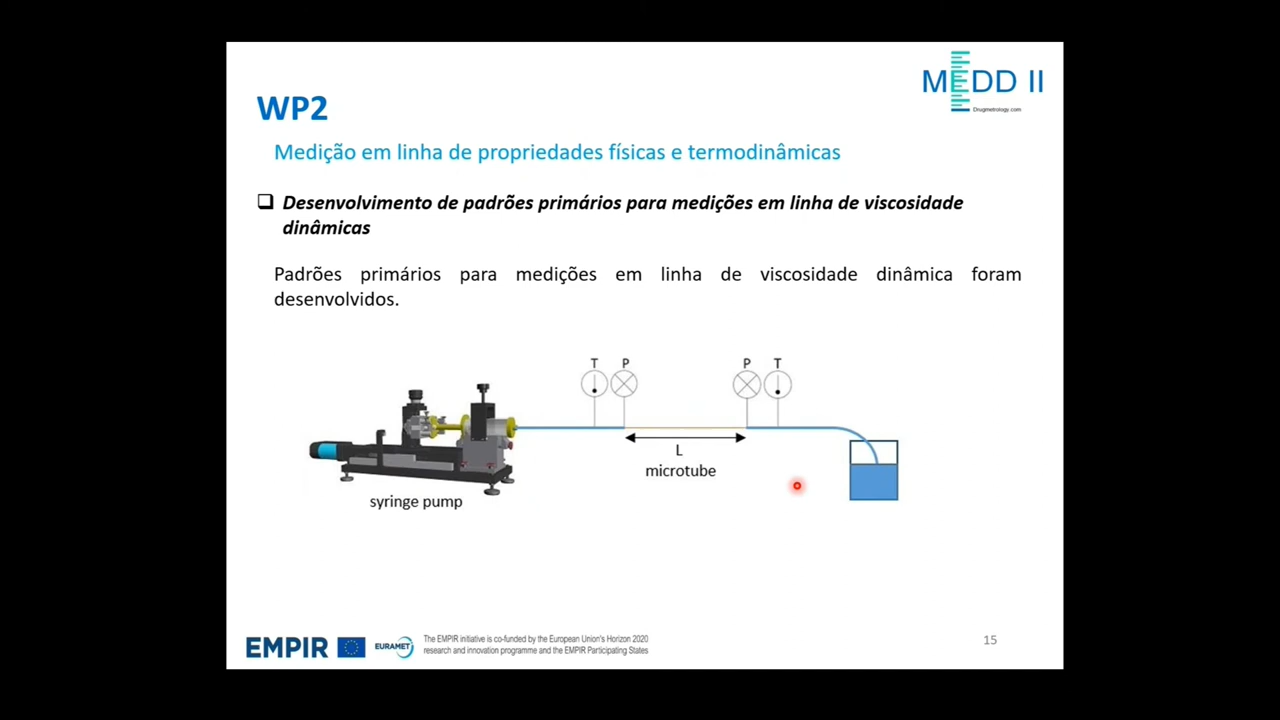 MEDD II
Drugmetrology.com
WP2
Medição em linha de propriedades físicas e termodinâmicas
Desenvolvimento de padrões primários para medições em linha de viscosidade
dinâmicas
Padrões primários para medições em linha de viscosidade dinâmica foram
desenvolvidos.
T P P T
L
microtube
syringe pump
EMPIR
EURAMET
The EMPIR initiative is co-funded by the European Union's Horizon 2020
research and innovation programme and the EMPIR Participating States
15